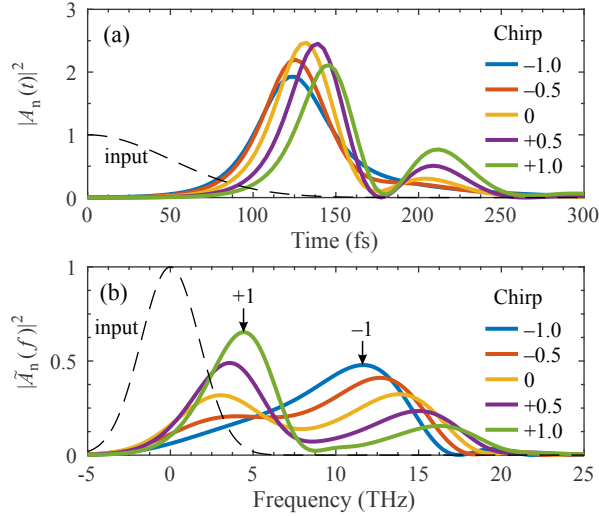 (a)
Chirp
−1.0
−0.5
0
+0.5
+1.0
input
|A_n(t)|²
3
2
1
0
0 50 100 150 200 250 300
Time (fs)
(b)
Chirp
−1.0
−0.5
0
+0.5
+1.0
input
+1
−1
|Ã_n(f)|²
1
0.5
0
-5 0 5 10 15 20 25
Frequency (THz)